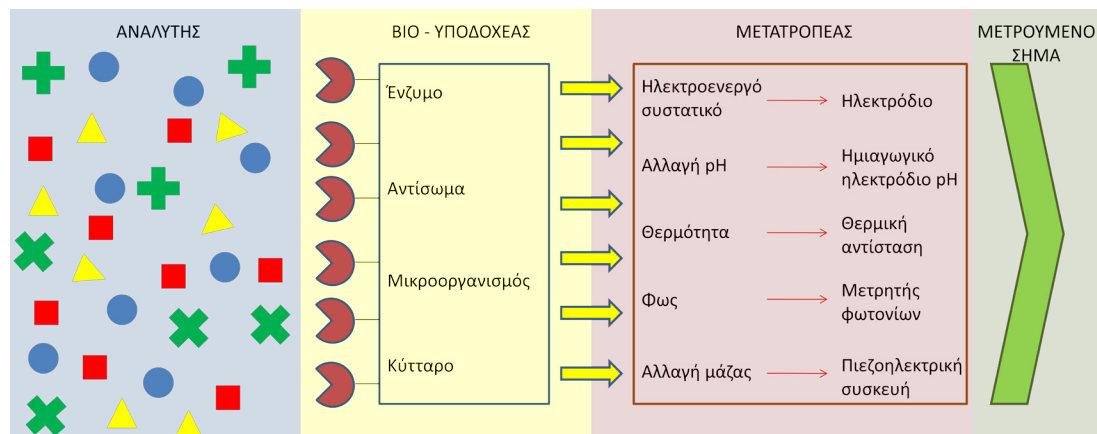 ΑΝΑΛΥΤΗΣ
ΒΙΟ - ΥΠΟΔΟΧΕΑΣ
ΜΕΤΑΤΡΟΠΕΑΣ
ΜΕΤΡΟΥΜΕΝΟ
ΣΗΜΑ
Ένζυμο
Αντίσωμα
Μικροοργανισμός
Κύτταρο
Ηλεκτροενεργό
συστατικό
Ηλεκτρόδιο
Αλλαγή pH
Ημιαγωγικό
ηλεκτρόδιο pH
Θερμότητα
Θερμική
αντίσταση
Φως
Μετρητής
φωτονίων
Αλλαγή μάζας
Πιεζοηλεκτρική
συσκευή